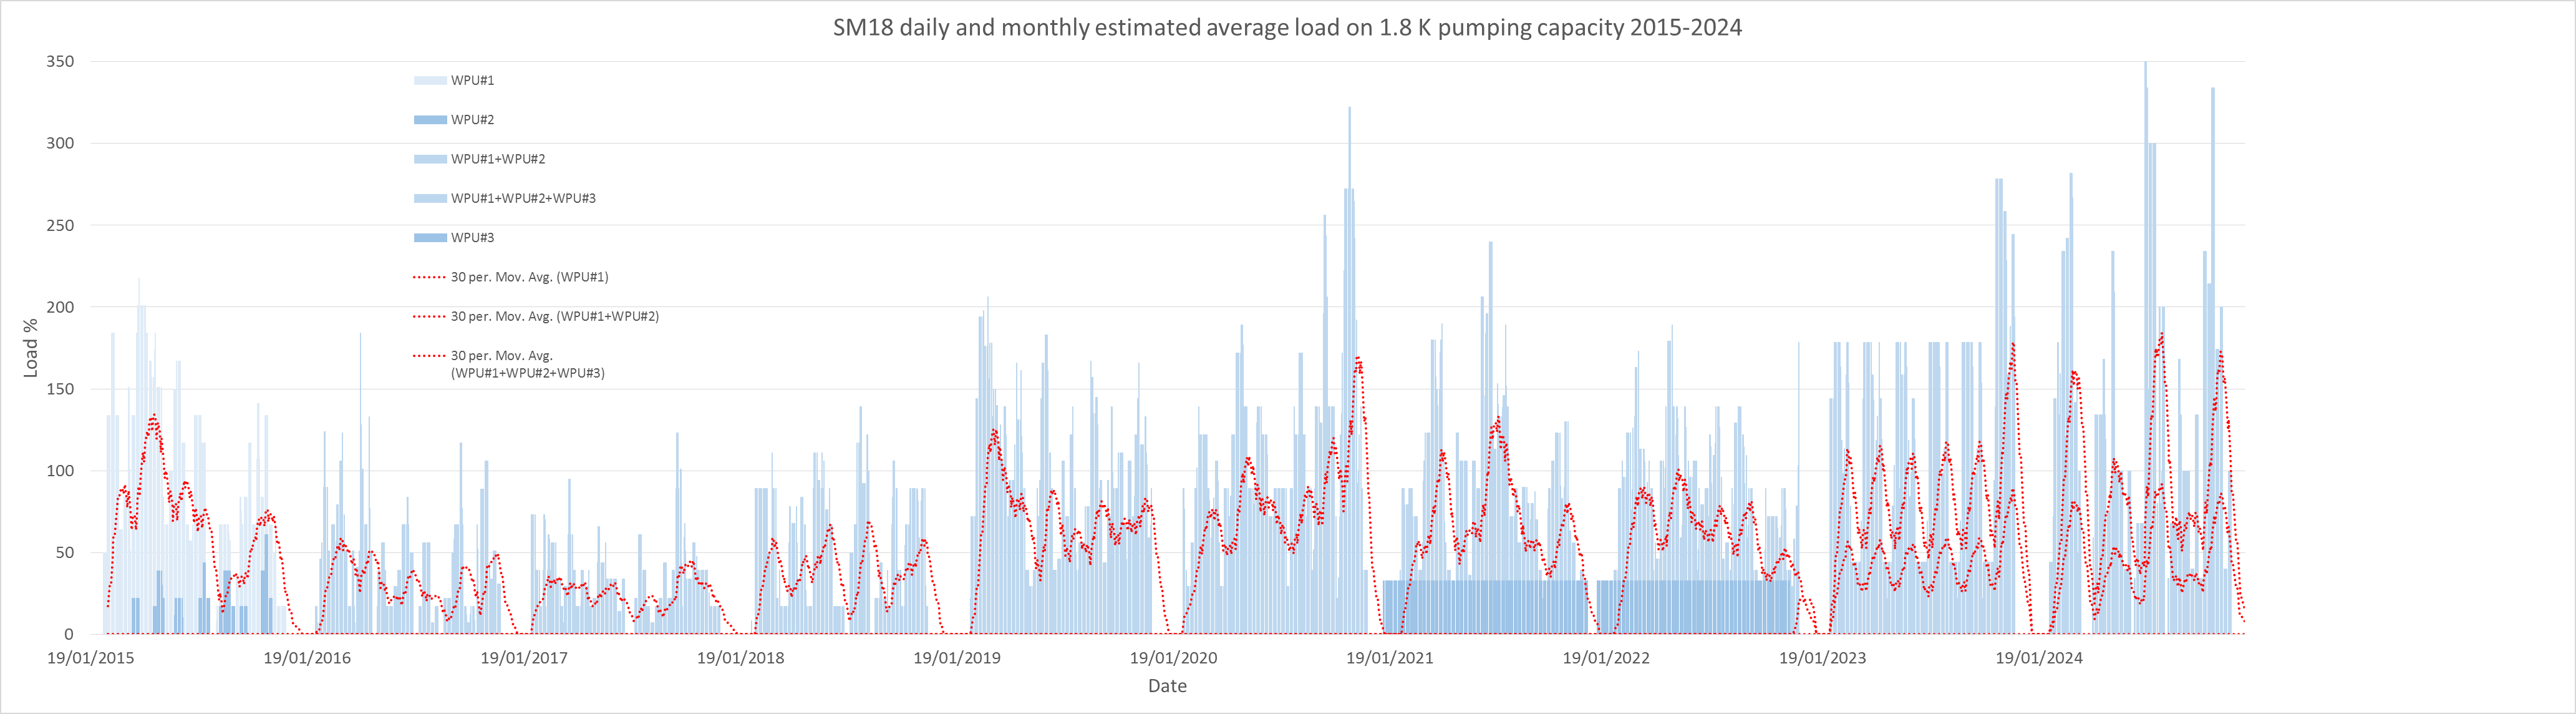 SM18 daily and monthly estimated average load on 1.8 K pumping capacity 2015-2024
350
300
250
200
150
100
50
0
Load %
WPU#1
WPU#2
WPU#1+WPU#2
WPU#1+WPU#2+WPU#3
WPU#3
30 per. Mov. Avg. (WPU#1)
30 per. Mov. Avg. (WPU#1+WPU#2)
30 per. Mov. Avg.
(WPU#1+WPU#2+WPU#3)
19/01/2015
19/01/2016
19/01/2017
19/01/2018
19/01/2019
19/01/2020
19/01/2021
19/01/2022
19/01/2023
19/01/2024
Date